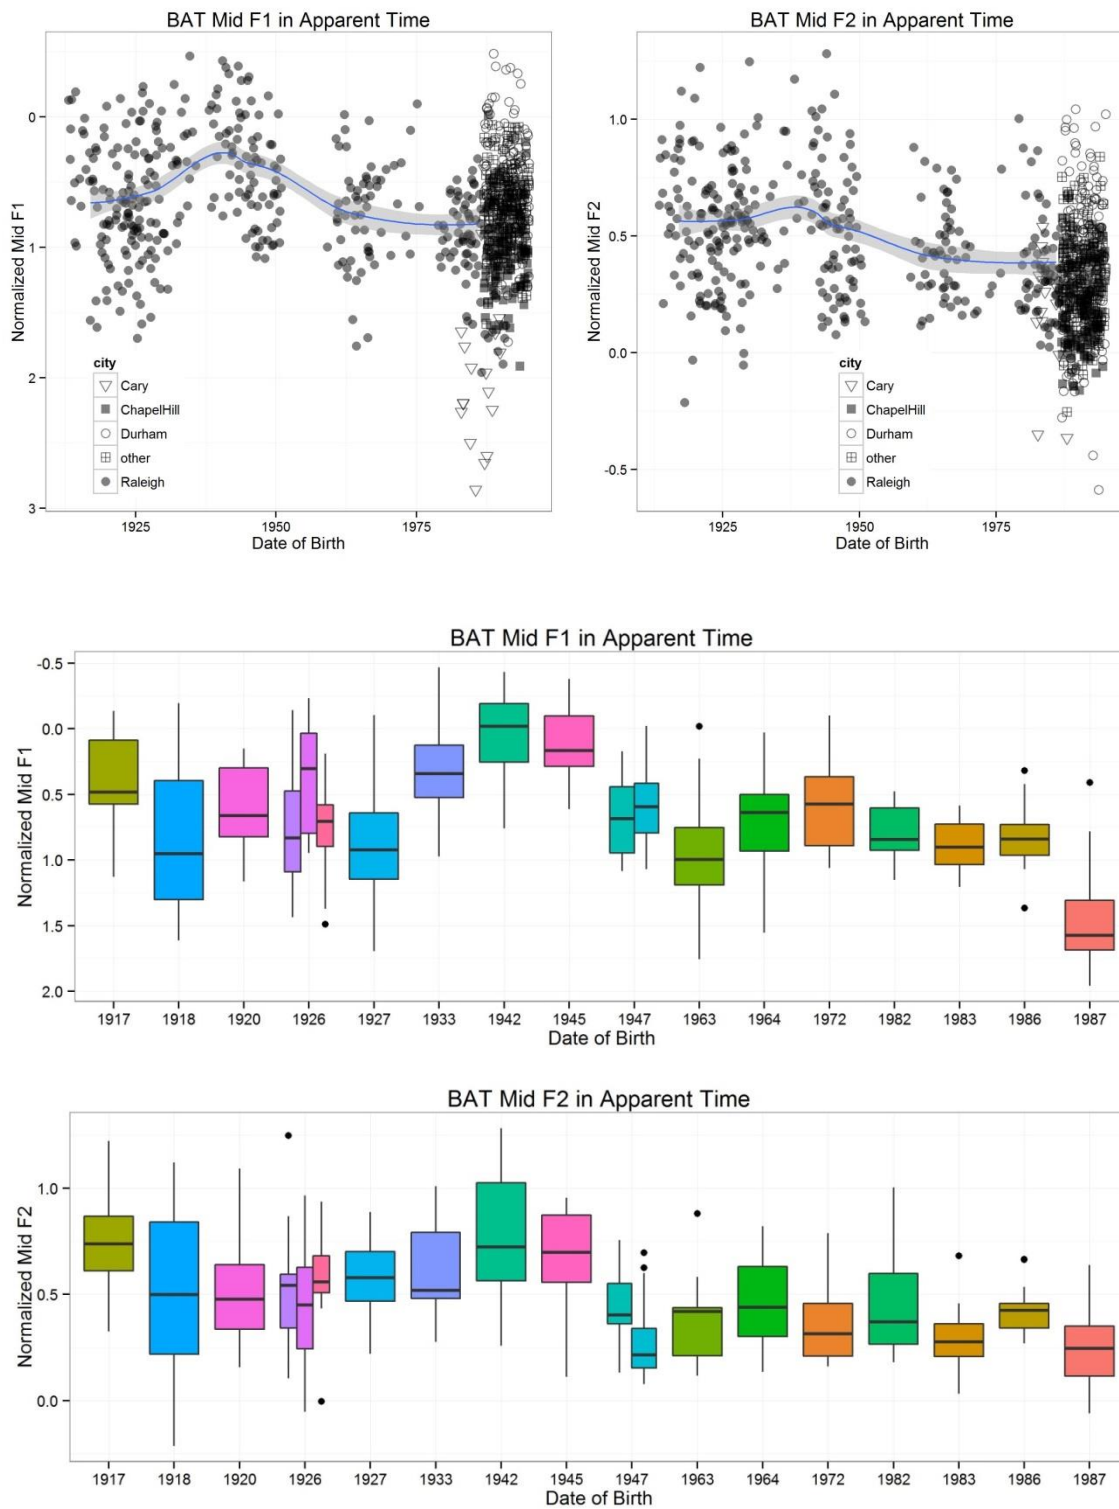 BAT Mid F1 in Apparent Time
Normalized Mid F1
0
1
2
3
city
Cary
ChapelHill
Durham
other
Raleigh
1925 1950 1975
Date of Birth
BAT Mid F2 in Apparent Time
Normalized Mid F2
1.0
0.5
0.0
-0.5
city
Cary
ChapelHill
Durham
other
Raleigh
1925 1950 1975
Date of Birth
BAT Mid F1 in Apparent Time
Normalized Mid F1
-0.5
0.0
0.5
1.0
1.5
2.0
1917 1918 1920 1926 1927 1933 1942 1945 1947 1963 1964 1972 1982 1983 1986 1987
Date of Birth
BAT Mid F2 in Apparent Time
Normalized Mid F2
1.0
0.5
0.0
1917 1918 1920 1926 1927 1933 1942 1945 1947 1963 1964 1972 1982 1983 1986 1987
Date of Birth